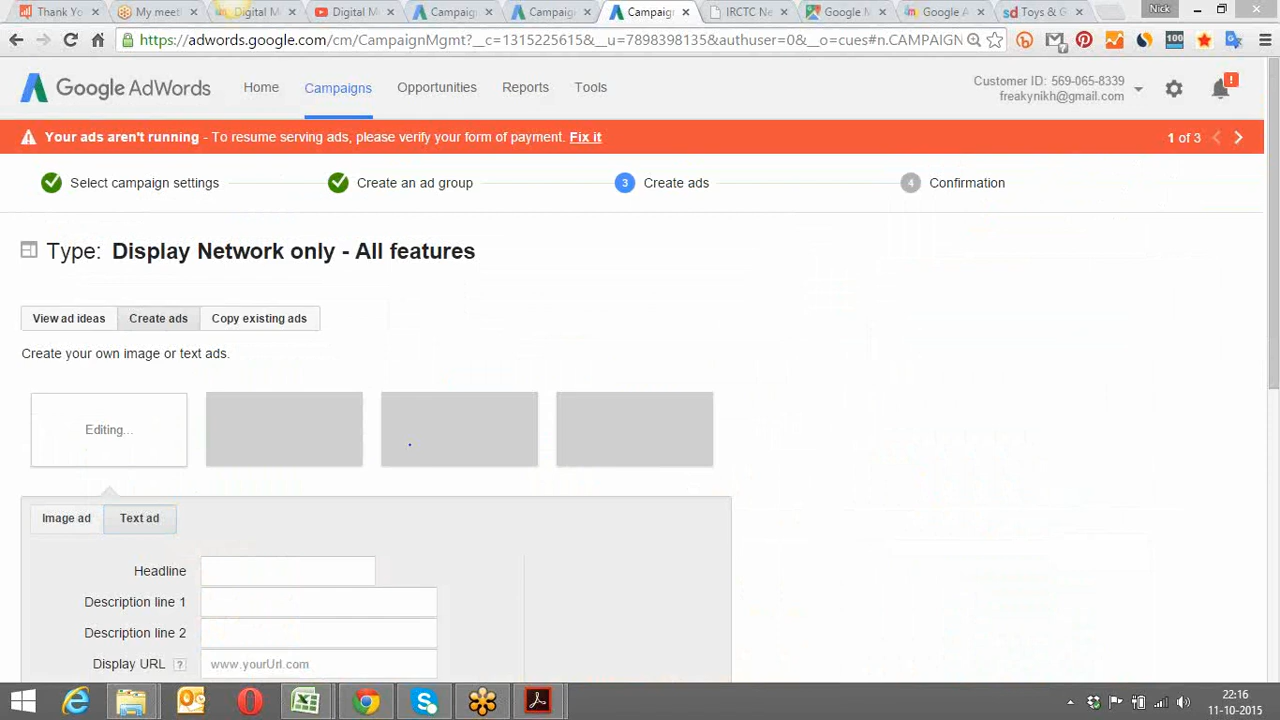 Thank Yo
My meeti
Digital M
Digital M
Campaign
Campaign
Campaign
IRCTC Ne
Google M
Google A
Toys & G
Nick
https://adwords.google.com/cm/CampaignMgmt?__c=1315225615&__u=7898398135&authuser=0&__o=cues#n.CAMPAIGN
100
Google AdWords
Home
Campaigns
Opportunities
Reports
Tools
Customer ID: 569-065-8339
freakynikh@gmail.com
!
Your ads aren't running - To resume serving ads, please verify your form of payment. Fix it
1 of 3
Select campaign settings
Create an ad group
3 Create ads
4 Confirmation
Type: Display Network only - All features
View ad ideas
Create ads
Copy existing ads
Create your own image or text ads.
Editing...
Image ad
Text ad
Headline
Description line 1
Description line 2
Display URL ?
www.yourUrl.com
22:16
11-10-2015